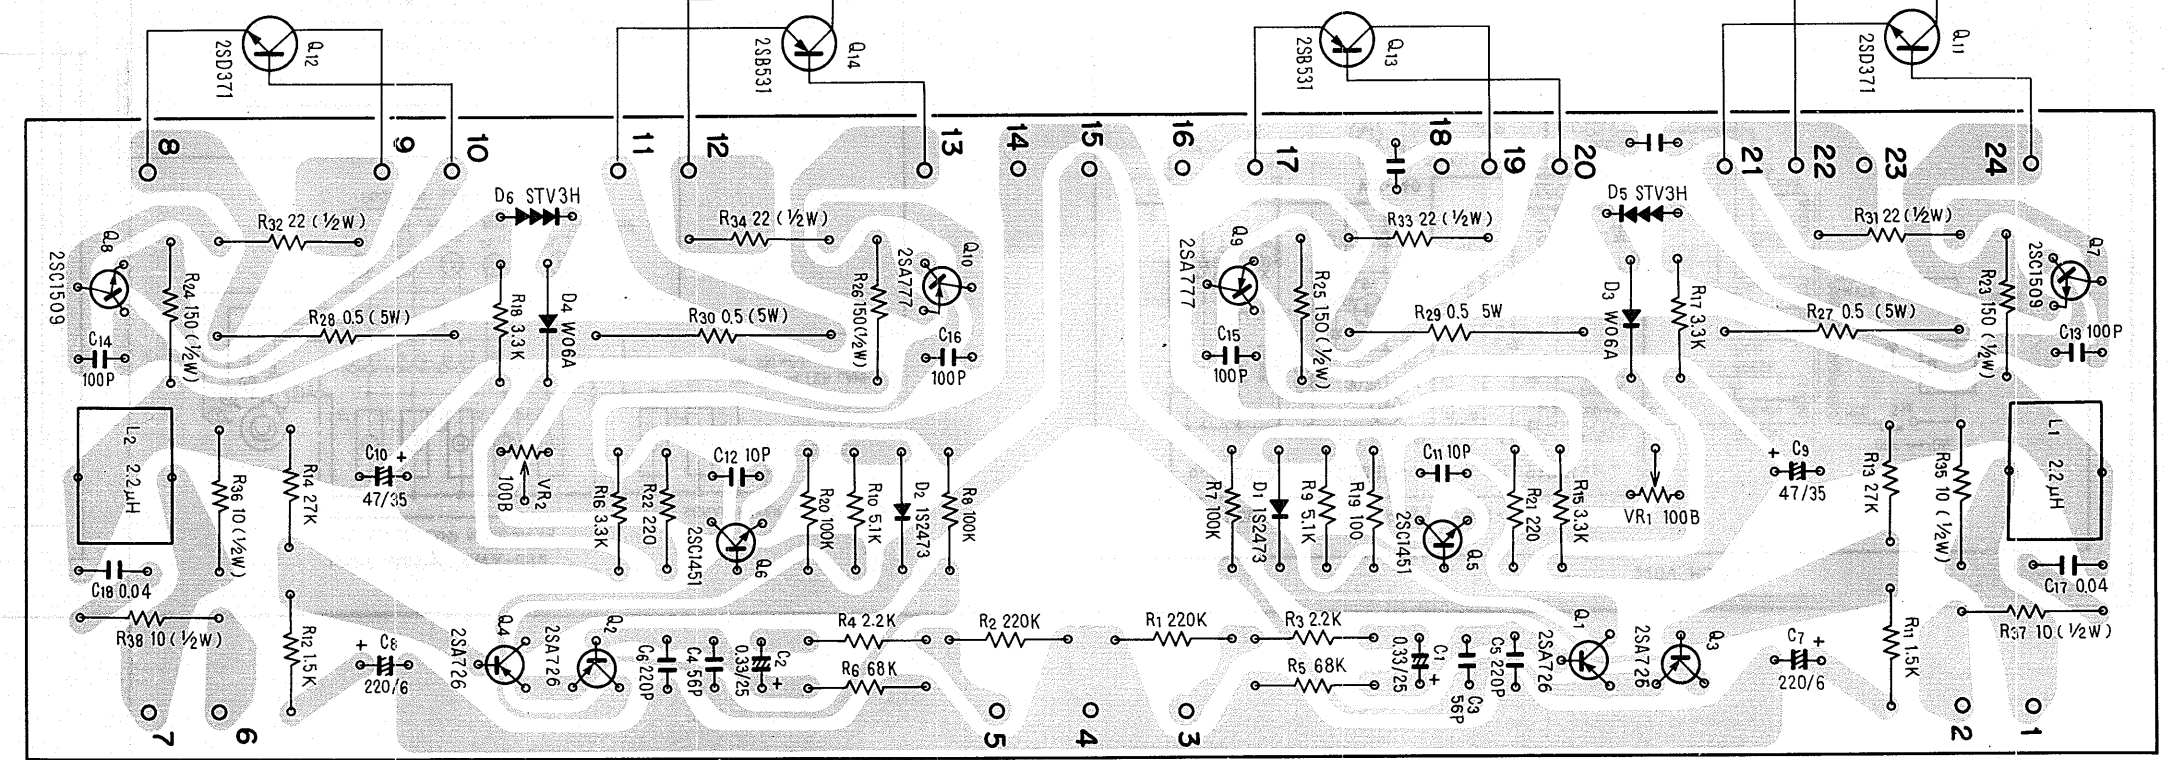 Q12
2SD371
Q14
2SB531
Q13
2SB531
Q11
2SD371
8
9
10
11
12
13
14
15
16
17
18
19
20
21
22
23
24
D6 STV3H
D5 STV3H
R32 22 (½W)
R34 22 (½W)
R33 22 (½W)
R31 22 (½W)
Q8
2SC1509
R24 150 (½W)
R18 3.3K
D4 W06A
R26 150 (½W)
2SA777
Q10
2SA777
Q9
R25 150 (½W)
D3 W06A
R17 3.3K
R23 150 (½W)
2SC1509
Q7
R28 0.5 (5W)
R30 0.5 (5W)
R29 0.5 5W
R27 0.5 (5W)
C14
100P
C16
100P
C15
100P
C13 100P
L2 2.2μH
R36 10 (½W)
R14 27K
C10 +
47/35
VR2
100B
R16 3.3K
R22 220
C12 10P
2SC1451
Q6
R20 100K
R10 5.1K
D2 1S2473
R8 100K
R7 100K
D1 1S2473
R9 5.1K
R19 100
C11 10P
2SC1451
Q5
R21 220
R15 3.3K
VR1 100B
+ C9
47/35
R13 27K
R35 10 (½W)
L1 2.2μH
C18 0.04
C17 0.04
R38 10 (½W)
R12 1.5K
+ C8
220/6
2SA726
Q4
2SA726
Q2
C6 220P
C4 56P
C2
0.33/25
+
R4 2.2K
R6 68K
R2 220K
R1 220K
R3 2.2K
R5 68K
C1
0.33/25
+
C3
56P
C5 220P
2SA726
Q1
2SA726
Q3
C7 +
220/6
R11 1.5K
R37 10 (½W)
7
6
5
4
3
2
1